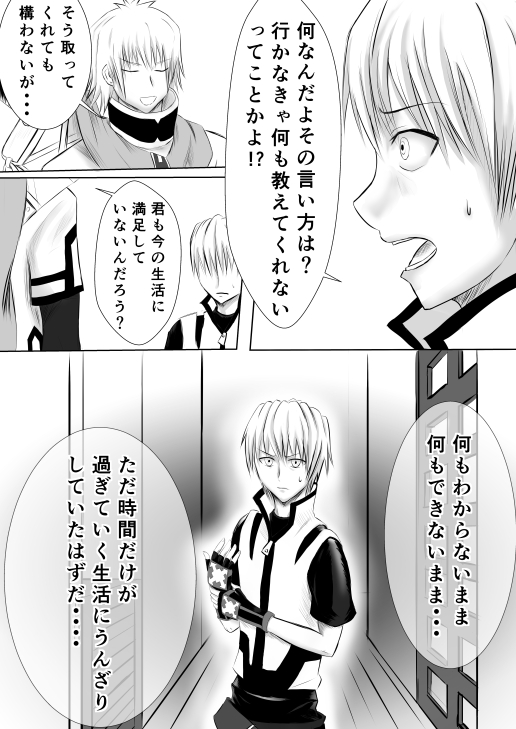 何なんだよその言い方は？
行かなきゃ何も教えてくれない
ってことかよ!?
そう取って
くれても
構わないが・・・
君も今の生活に
満足して
いないんだろう？
何もわからないまま
何もできないまま・・・
ただ時間だけが
過ぎていく生活にうんざり
していたはずだ・・・・・